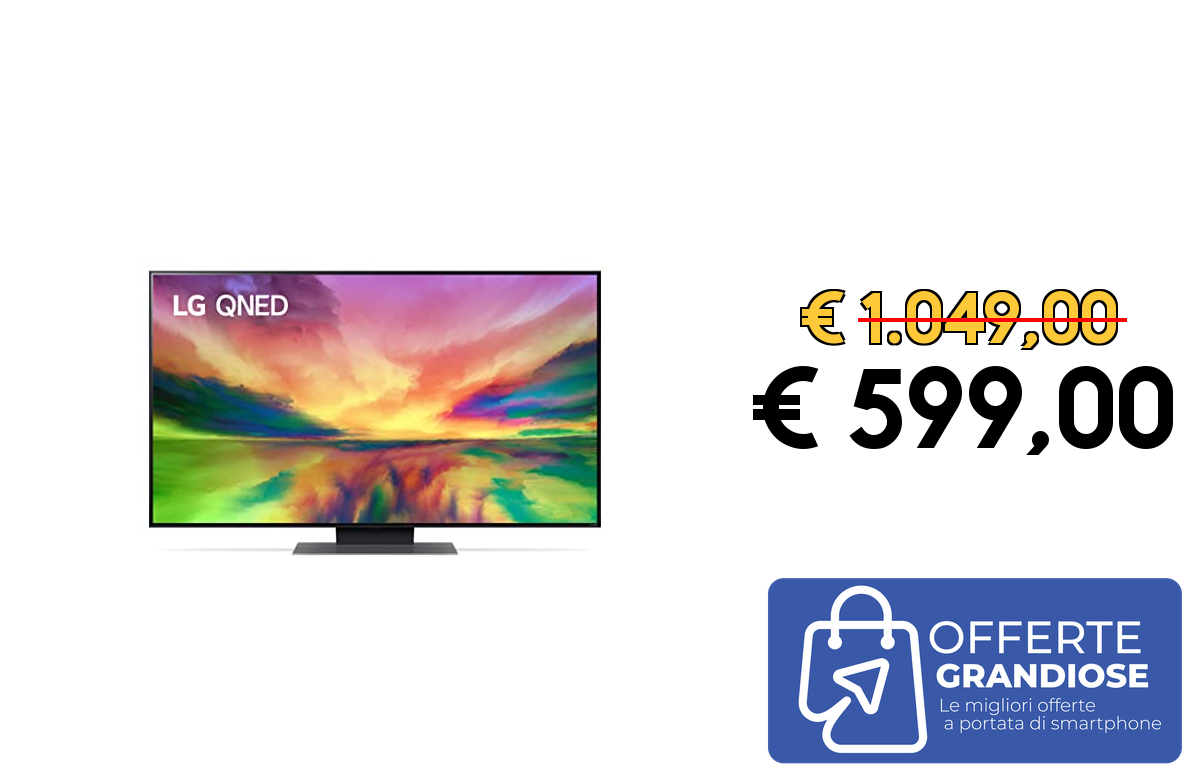 LG QNED
€ 1.049,00
€ 599,00
OFFERTE
GRANDIOSE
Le migliori offerte
a portata di smartphone